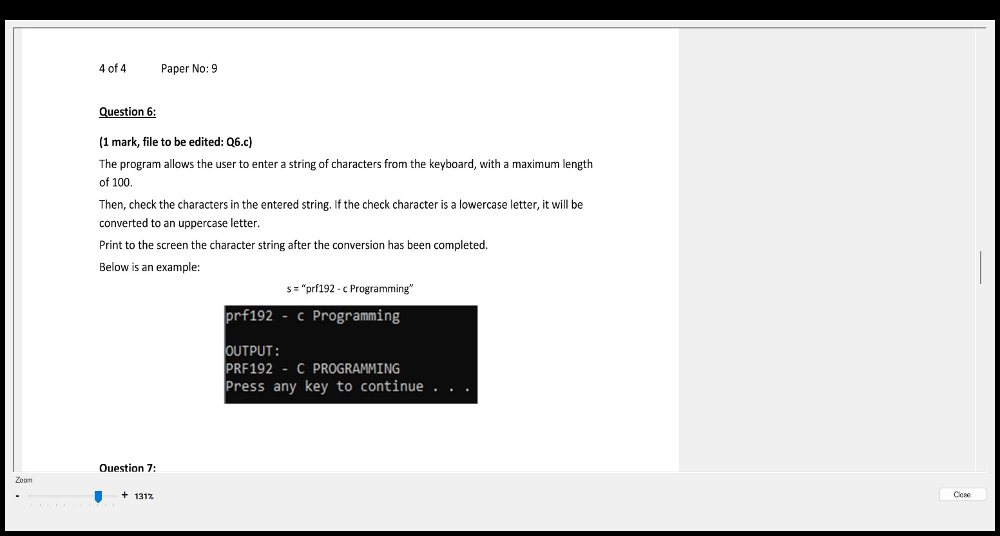 4 of 4 Paper No: 9
Question 6:
(1 mark, file to be edited: Q6.c)
The program allows the user to enter a string of characters from the keyboard, with a maximum length
of 100.
Then, check the characters in the entered string. If the check character is a lowercase letter, it will be
converted to an uppercase letter.
Print to the screen the character string after the conversion has been completed.
Below is an example:
s = “prf192 - c Programming”
prf192 - c Programming
OUTPUT:
PRF192 - C PROGRAMMING
Press any key to continue . . .
Question 7:
Zoom
- + 131%
Close